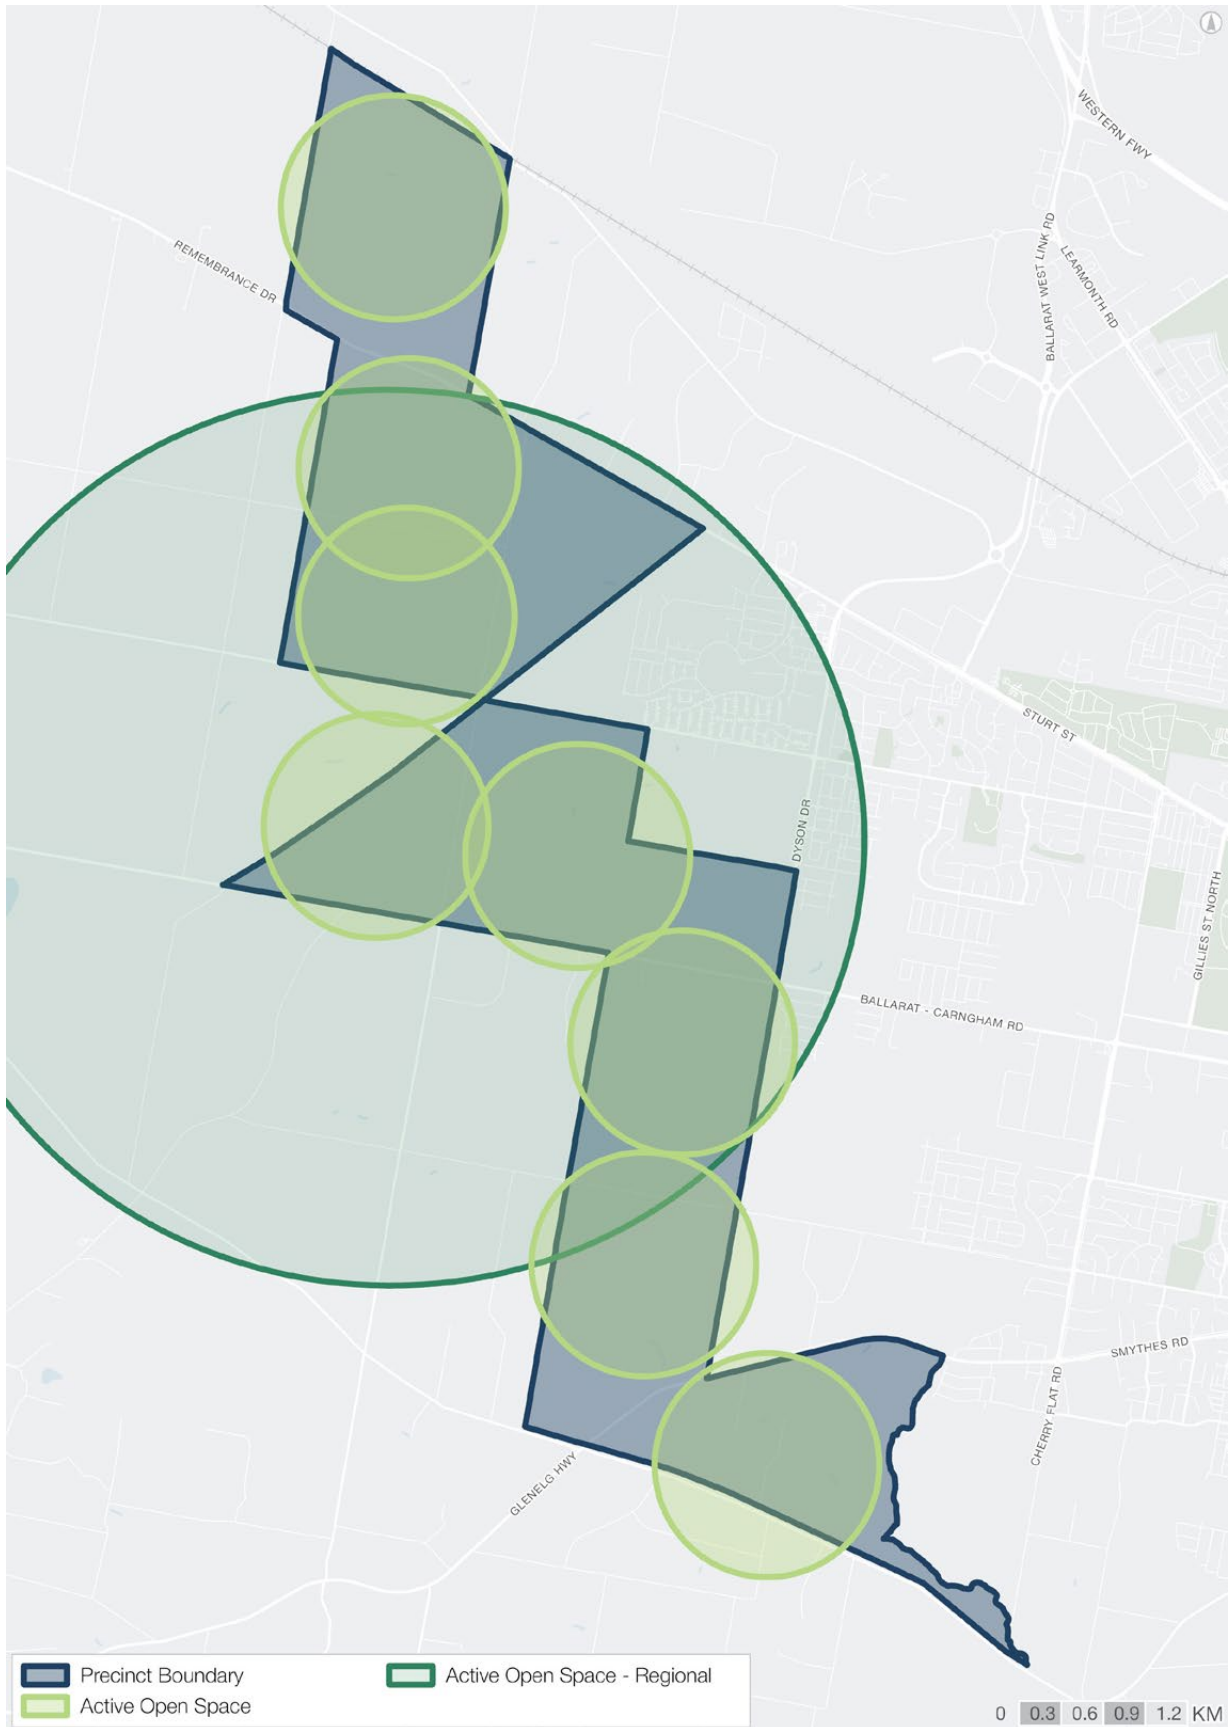 WESTERN FWY
BALLARAT WEST LINK RD
LEARMONTH RD
REMEMBRANCE DR
STURT ST
DYSON DR
GILLIES ST NORTH
BALLARAT - CARNGHAM RD
SMYTHES RD
CHERRY FLAT RD
GLENELG HWY
Precinct Boundary
Active Open Space - Regional
Active Open Space
0 0.3 0.6 0.9 1.2 KM